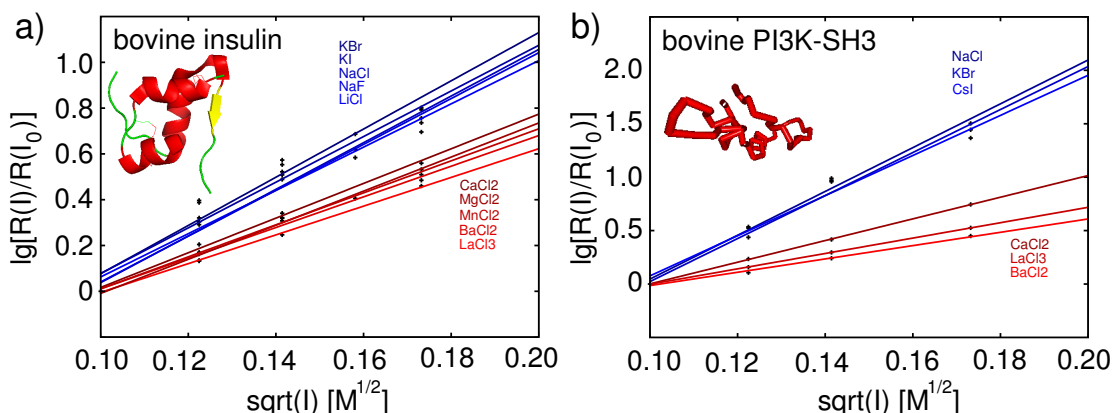 a)
bovine insulin
lg[R(I)/R(I0)]
1.0
0.8
0.6
0.4
0.2
0
KBr
KI
NaCl
NaF
LiCl
CaCl2
MgCl2
MnCl2
BaCl2
LaCl3
0.10 0.12 0.14 0.16 0.18 0.20
sqrt(I) [M^1/2]
b)
bovine PI3K-SH3
lg[R(I)/R(I0)]
2.0
1.5
1.0
0.5
0
NaCl
KBr
CsI
CaCl2
LaCl3
BaCl2
0.10 0.12 0.14 0.16 0.18 0.20
sqrt(I) [M^1/2]